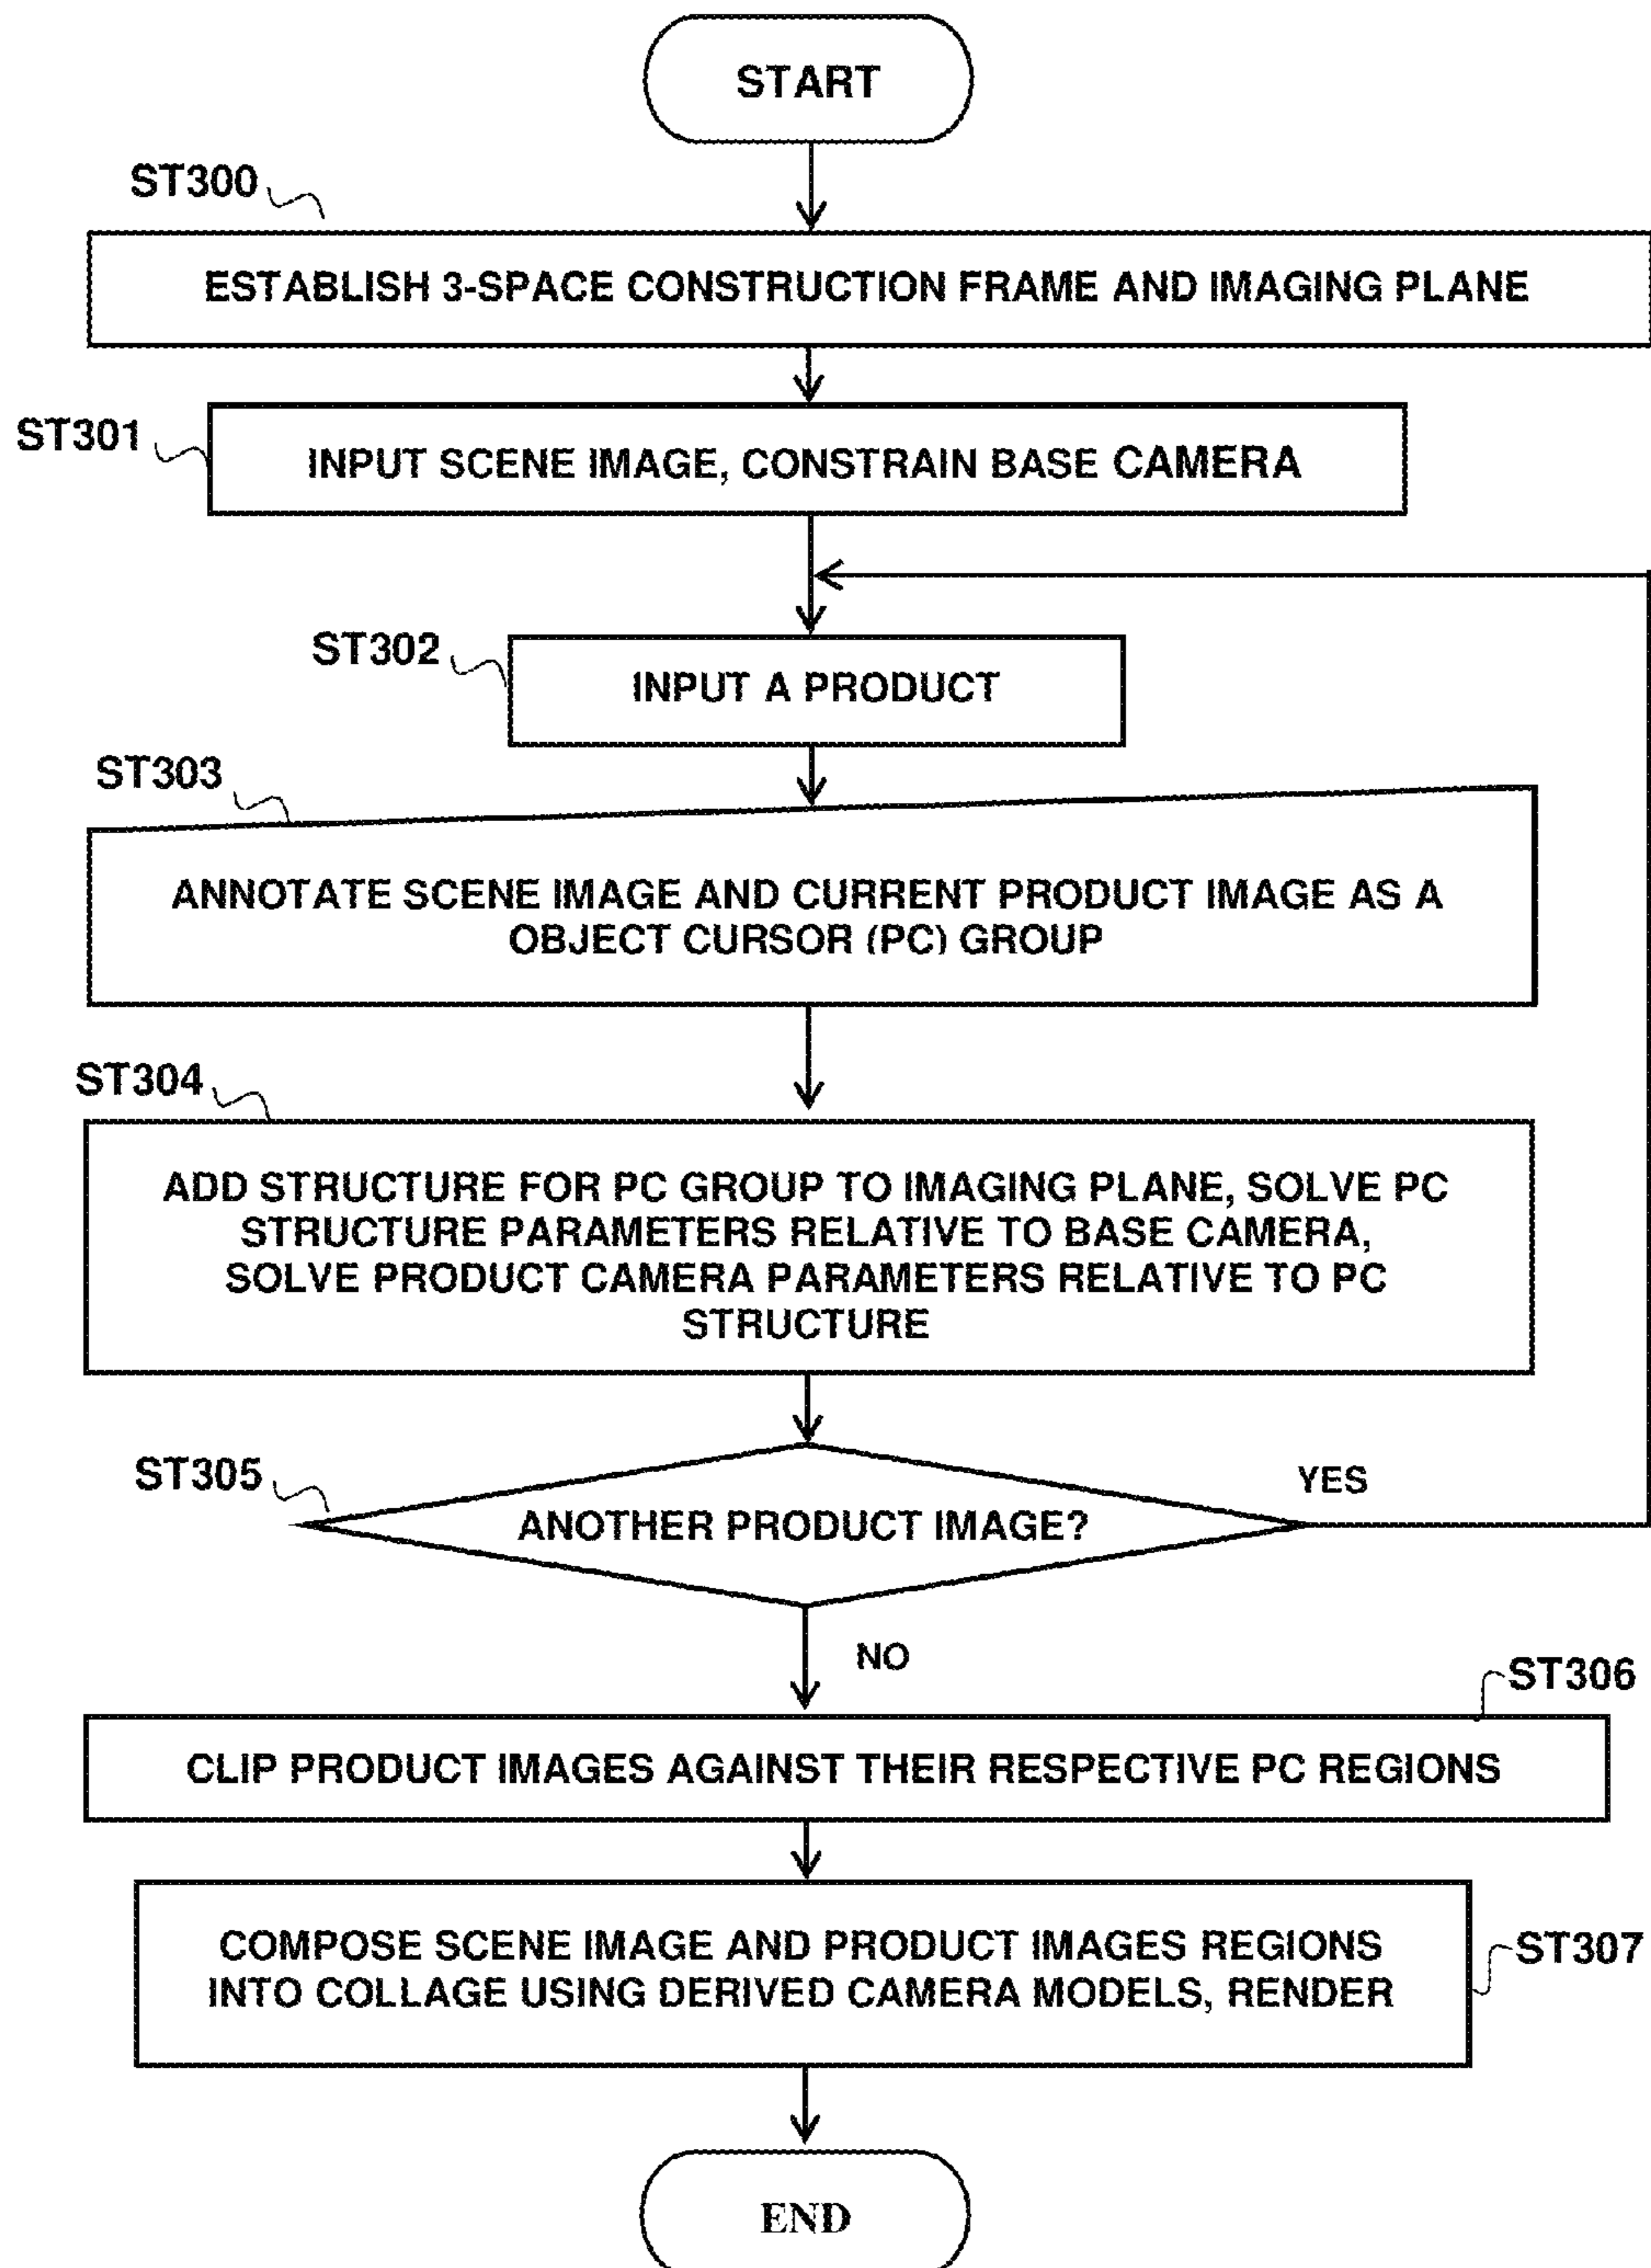 START
ST300
ESTABLISH 3-SPACE CONSTRUCTION FRAME AND IMAGING PLANE
ST301
INPUT SCENE IMAGE, CONSTRAIN BASE CAMERA
ST302
INPUT A PRODUCT
ST303
ANNOTATE SCENE IMAGE AND CURRENT PRODUCT IMAGE AS A
OBJECT CURSOR (PC) GROUP
ST304
ADD STRUCTURE FOR PC GROUP TO IMAGING PLANE, SOLVE PC
STRUCTURE PARAMETERS RELATIVE TO BASE CAMERA,
SOLVE PRODUCT CAMERA PARAMETERS RELATIVE TO PC
STRUCTURE
ST305
ANOTHER PRODUCT IMAGE?
YES
NO
ST306
CLIP PRODUCT IMAGES AGAINST THEIR RESPECTIVE PC REGIONS
COMPOSE SCENE IMAGE AND PRODUCT IMAGES REGIONS
INTO COLLAGE USING DERIVED CAMERA MODELS, RENDER
ST307
END